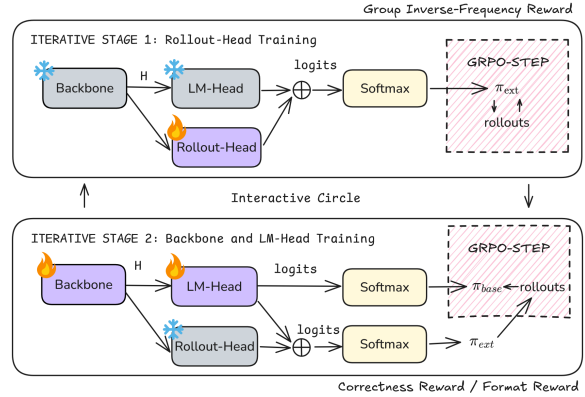 Group Inverse-Frequency Reward
ITERATIVE STAGE 1: Rollout-Head Training
GRPO-STEP
Backbone
H
LM-Head
logits
Softmax
π_ext
rollouts
Rollout-Head
Interactive Circle
ITERATIVE STAGE 2: Backbone and LM-Head Training
GRPO-STEP
Backbone
H
LM-Head
logits
Softmax
π_base
rollouts
Rollout-Head
logits
Softmax
π_ext
Correctness Reward / Format Reward